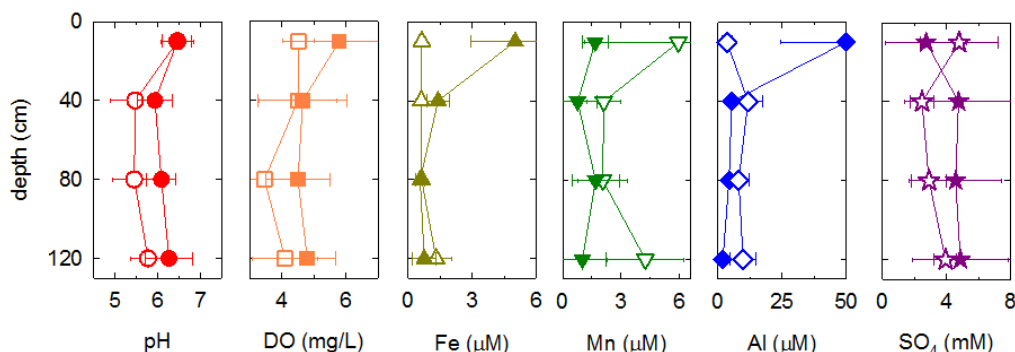 0
40
80
120
depth (cm)
5 6 7
4 6
0 3 6
0 3 6
0 50
0 4 8
pH
DO (mg/L)
Fe (μM)
Mn (μM)
Al (μM)
SO₄ (mM)